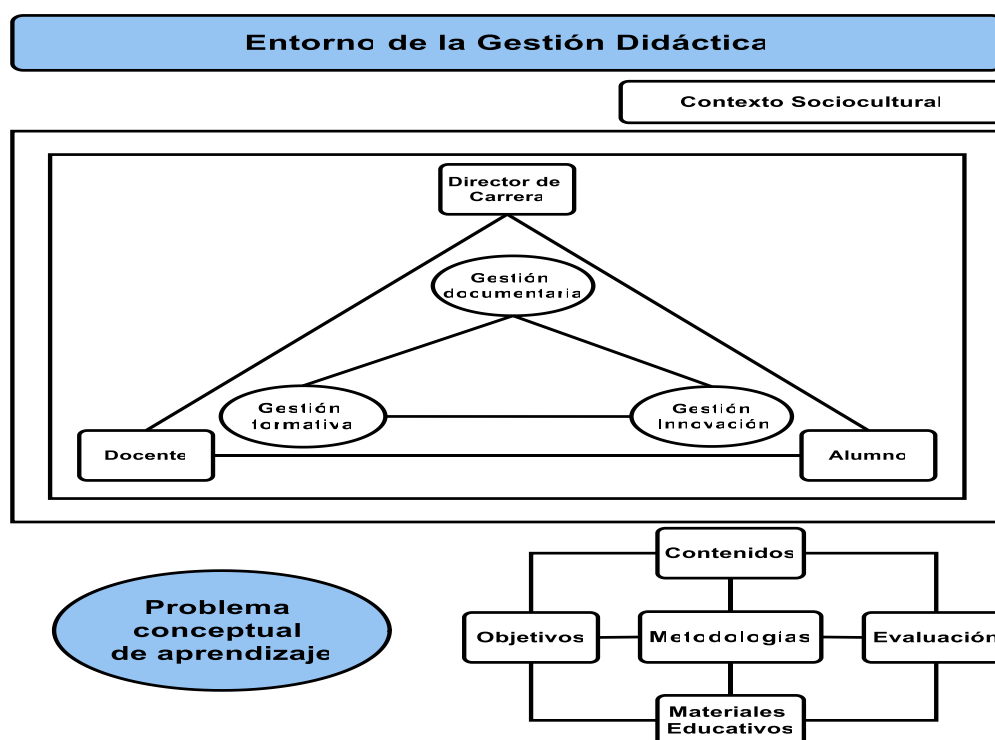 Entorno de la Gestión Didáctica
Contexto Sociocultural
Director de
Carrera
Gestión
documentaria
Gestión
formativa
Gestión
Innovación
Docente
Alumno
Problema
conceptual
de aprendizaje
Contenidos
Objetivos
Metodologías
Evaluación
Materiales
Educativos